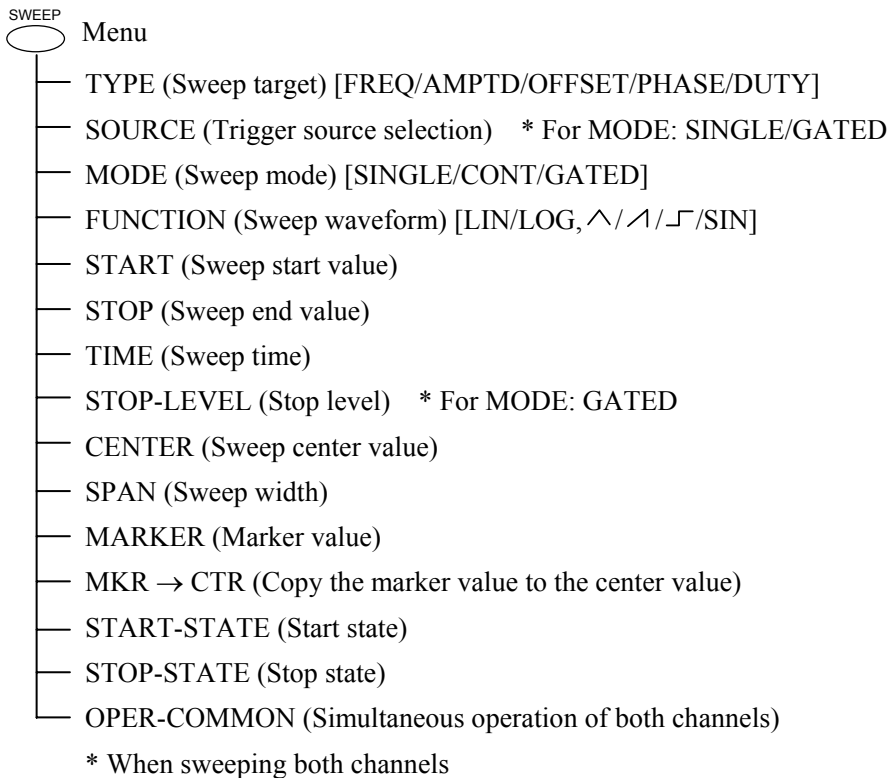 SWEEP
Menu
TYPE (Sweep target) [FREQ/AMPTD/OFFSET/PHASE/DUTY]
SOURCE (Trigger source selection) * For MODE: SINGLE/GATED
MODE (Sweep mode) [SINGLE/CONT/GATED]
FUNCTION (Sweep waveform) [LIN/LOG, / / /SIN]
START (Sweep start value)
STOP (Sweep end value)
TIME (Sweep time)
STOP-LEVEL (Stop level) * For MODE: GATED
CENTER (Sweep center value)
SPAN (Sweep width)
MARKER (Marker value)
MKR → CTR (Copy the marker value to the center value)
START-STATE (Start state)
STOP-STATE (Stop state)
OPER-COMMON (Simultaneous operation of both channels)
* When sweeping both channels